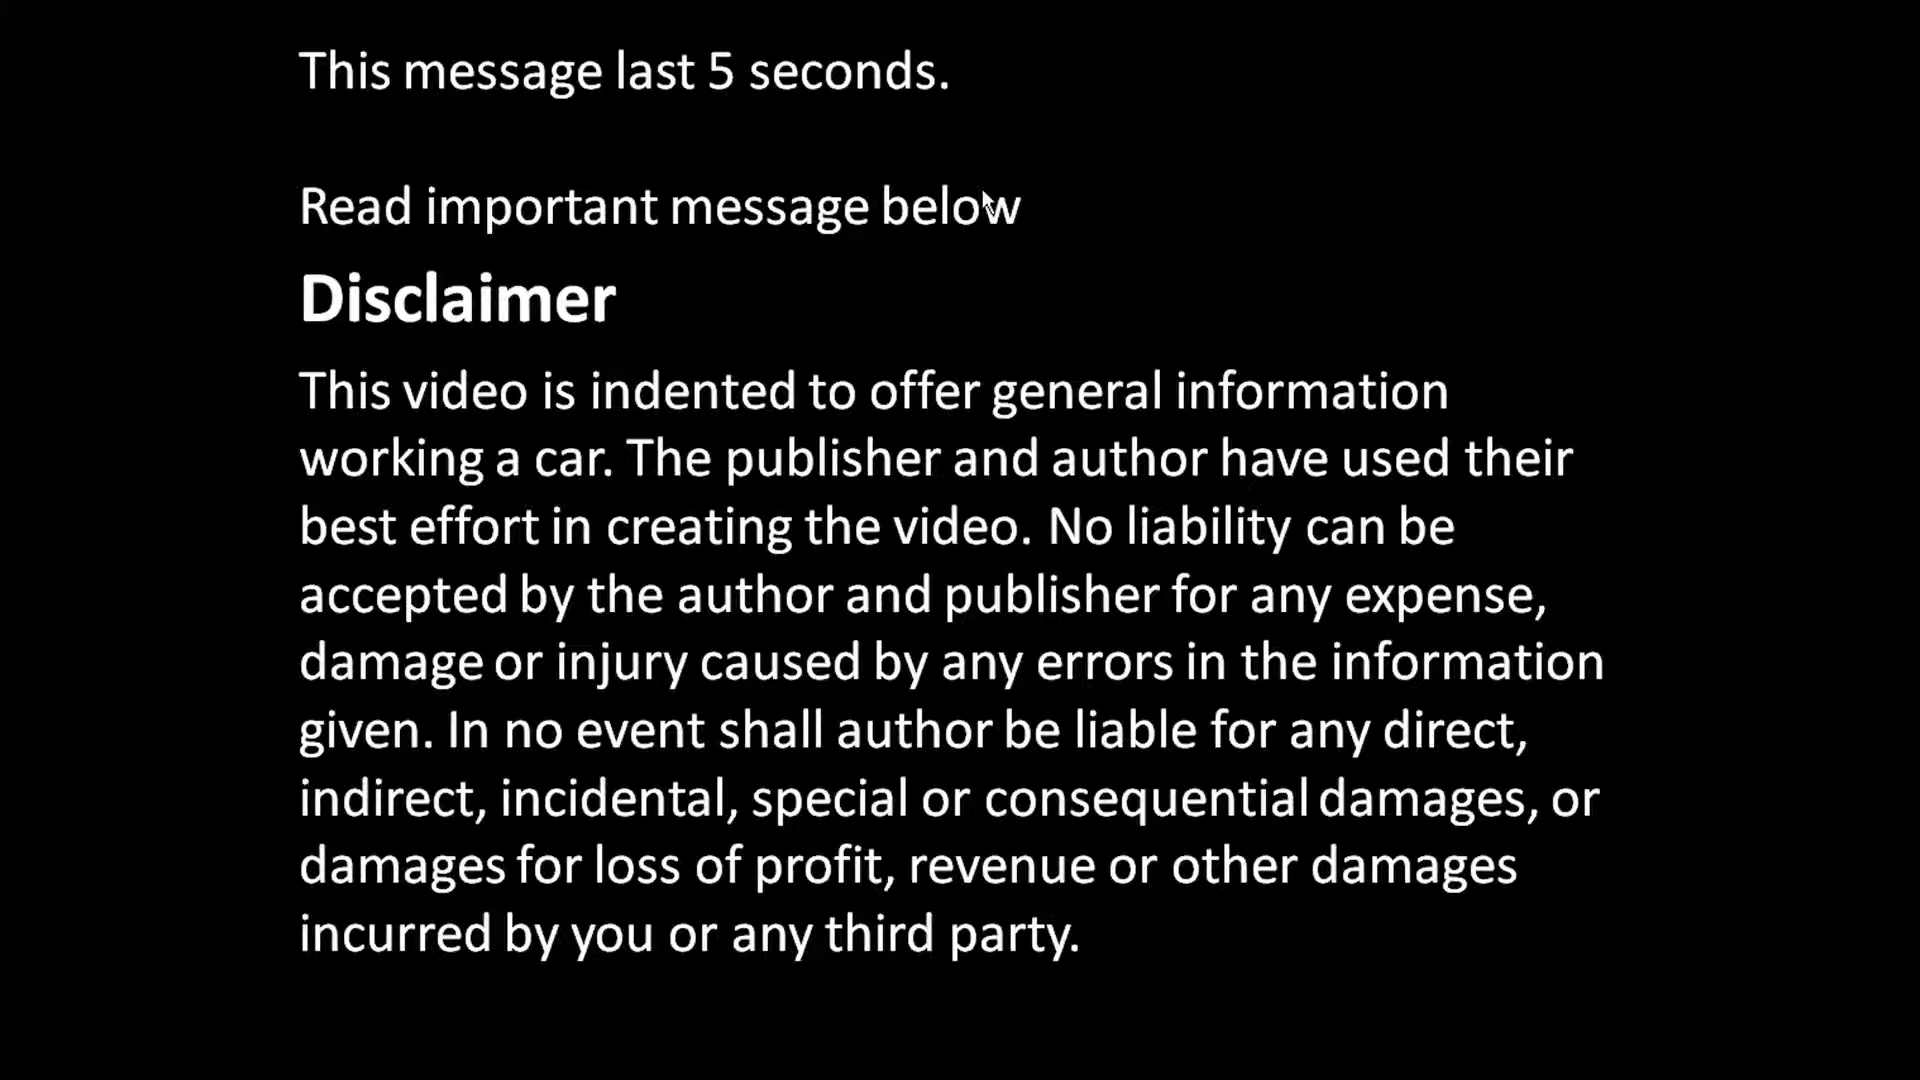 This message last 5 seconds.
Read important message below
Disclaimer
This video is indented to offer general information
working a car. The publisher and author have used their
best effort in creating the video. No liability can be
accepted by the author and publisher for any expense,
damage or injury caused by any errors in the information
given. In no event shall author be liable for any direct,
indirect, incidental, special or consequential damages, or
damages for loss of profit, revenue or other damages
incurred by you or any third party.